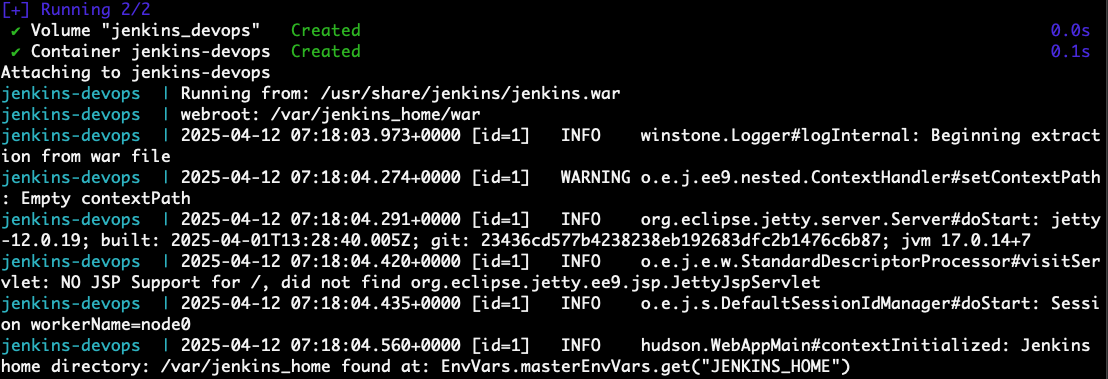 [+] Running 2/2
✔ Volume "jenkins_devops"   Created   0.0s
✔ Container jenkins-devops  Created   0.1s
Attaching to jenkins-devops
jenkins-devops  | Running from: /usr/share/jenkins/jenkins.war
jenkins-devops  | webroot: /var/jenkins_home/war
jenkins-devops  | 2025-04-12 07:18:03.973+0000 [id=1]   INFO    winstone.Logger#logInternal: Beginning extract
ion from war file
jenkins-devops  | 2025-04-12 07:18:04.274+0000 [id=1]   WARNING o.e.j.ee9.nested.ContextHandler#setContextPath
: Empty contextPath
jenkins-devops  | 2025-04-12 07:18:04.291+0000 [id=1]   INFO    org.eclipse.jetty.server.Server#doStart: jetty
-12.0.19; built: 2025-04-01T13:28:40.005Z; git: 23436cd577b4238238eb192683dfc2b1476c6b87; jvm 17.0.14+7
jenkins-devops  | 2025-04-12 07:18:04.420+0000 [id=1]   INFO    o.e.j.e.w.StandardDescriptorProcessor#visitSer
vlet: NO JSP Support for /, did not find org.eclipse.jetty.ee9.jsp.JettyJspServlet
jenkins-devops  | 2025-04-12 07:18:04.435+0000 [id=1]   INFO    o.e.j.s.DefaultSessionIdManager#doStart: Sessi
on workerName=node0
jenkins-devops  | 2025-04-12 07:18:04.560+0000 [id=1]   INFO    hudson.WebAppMain#contextInitialized: Jenkins
home directory: /var/jenkins_home found at: EnvVars.masterEnvVars.get("JENKINS_HOME")